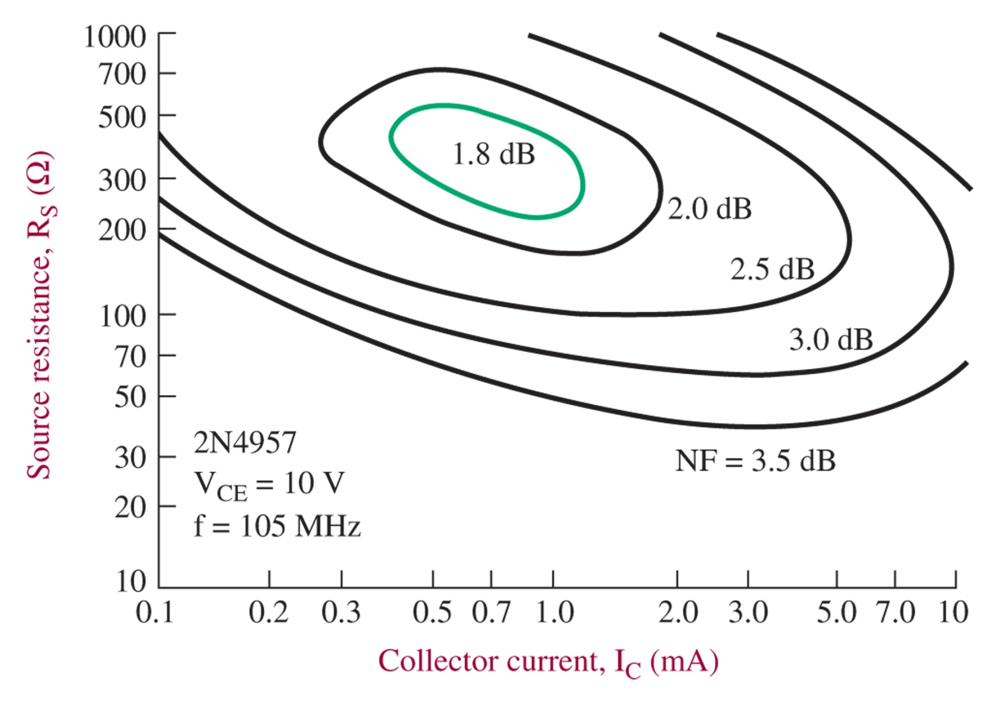 1000
700
500
300
200
100
70
50
30
20
10
Source resistance, R_S (Ω)
1.8 dB
2.0 dB
2.5 dB
3.0 dB
NF = 3.5 dB
2N4957
V_CE = 10 V
f = 105 MHz
0.1 0.2 0.3 0.5 0.7 1.0 2.0 3.0 5.0 7.0 10
Collector current, I_C (mA)